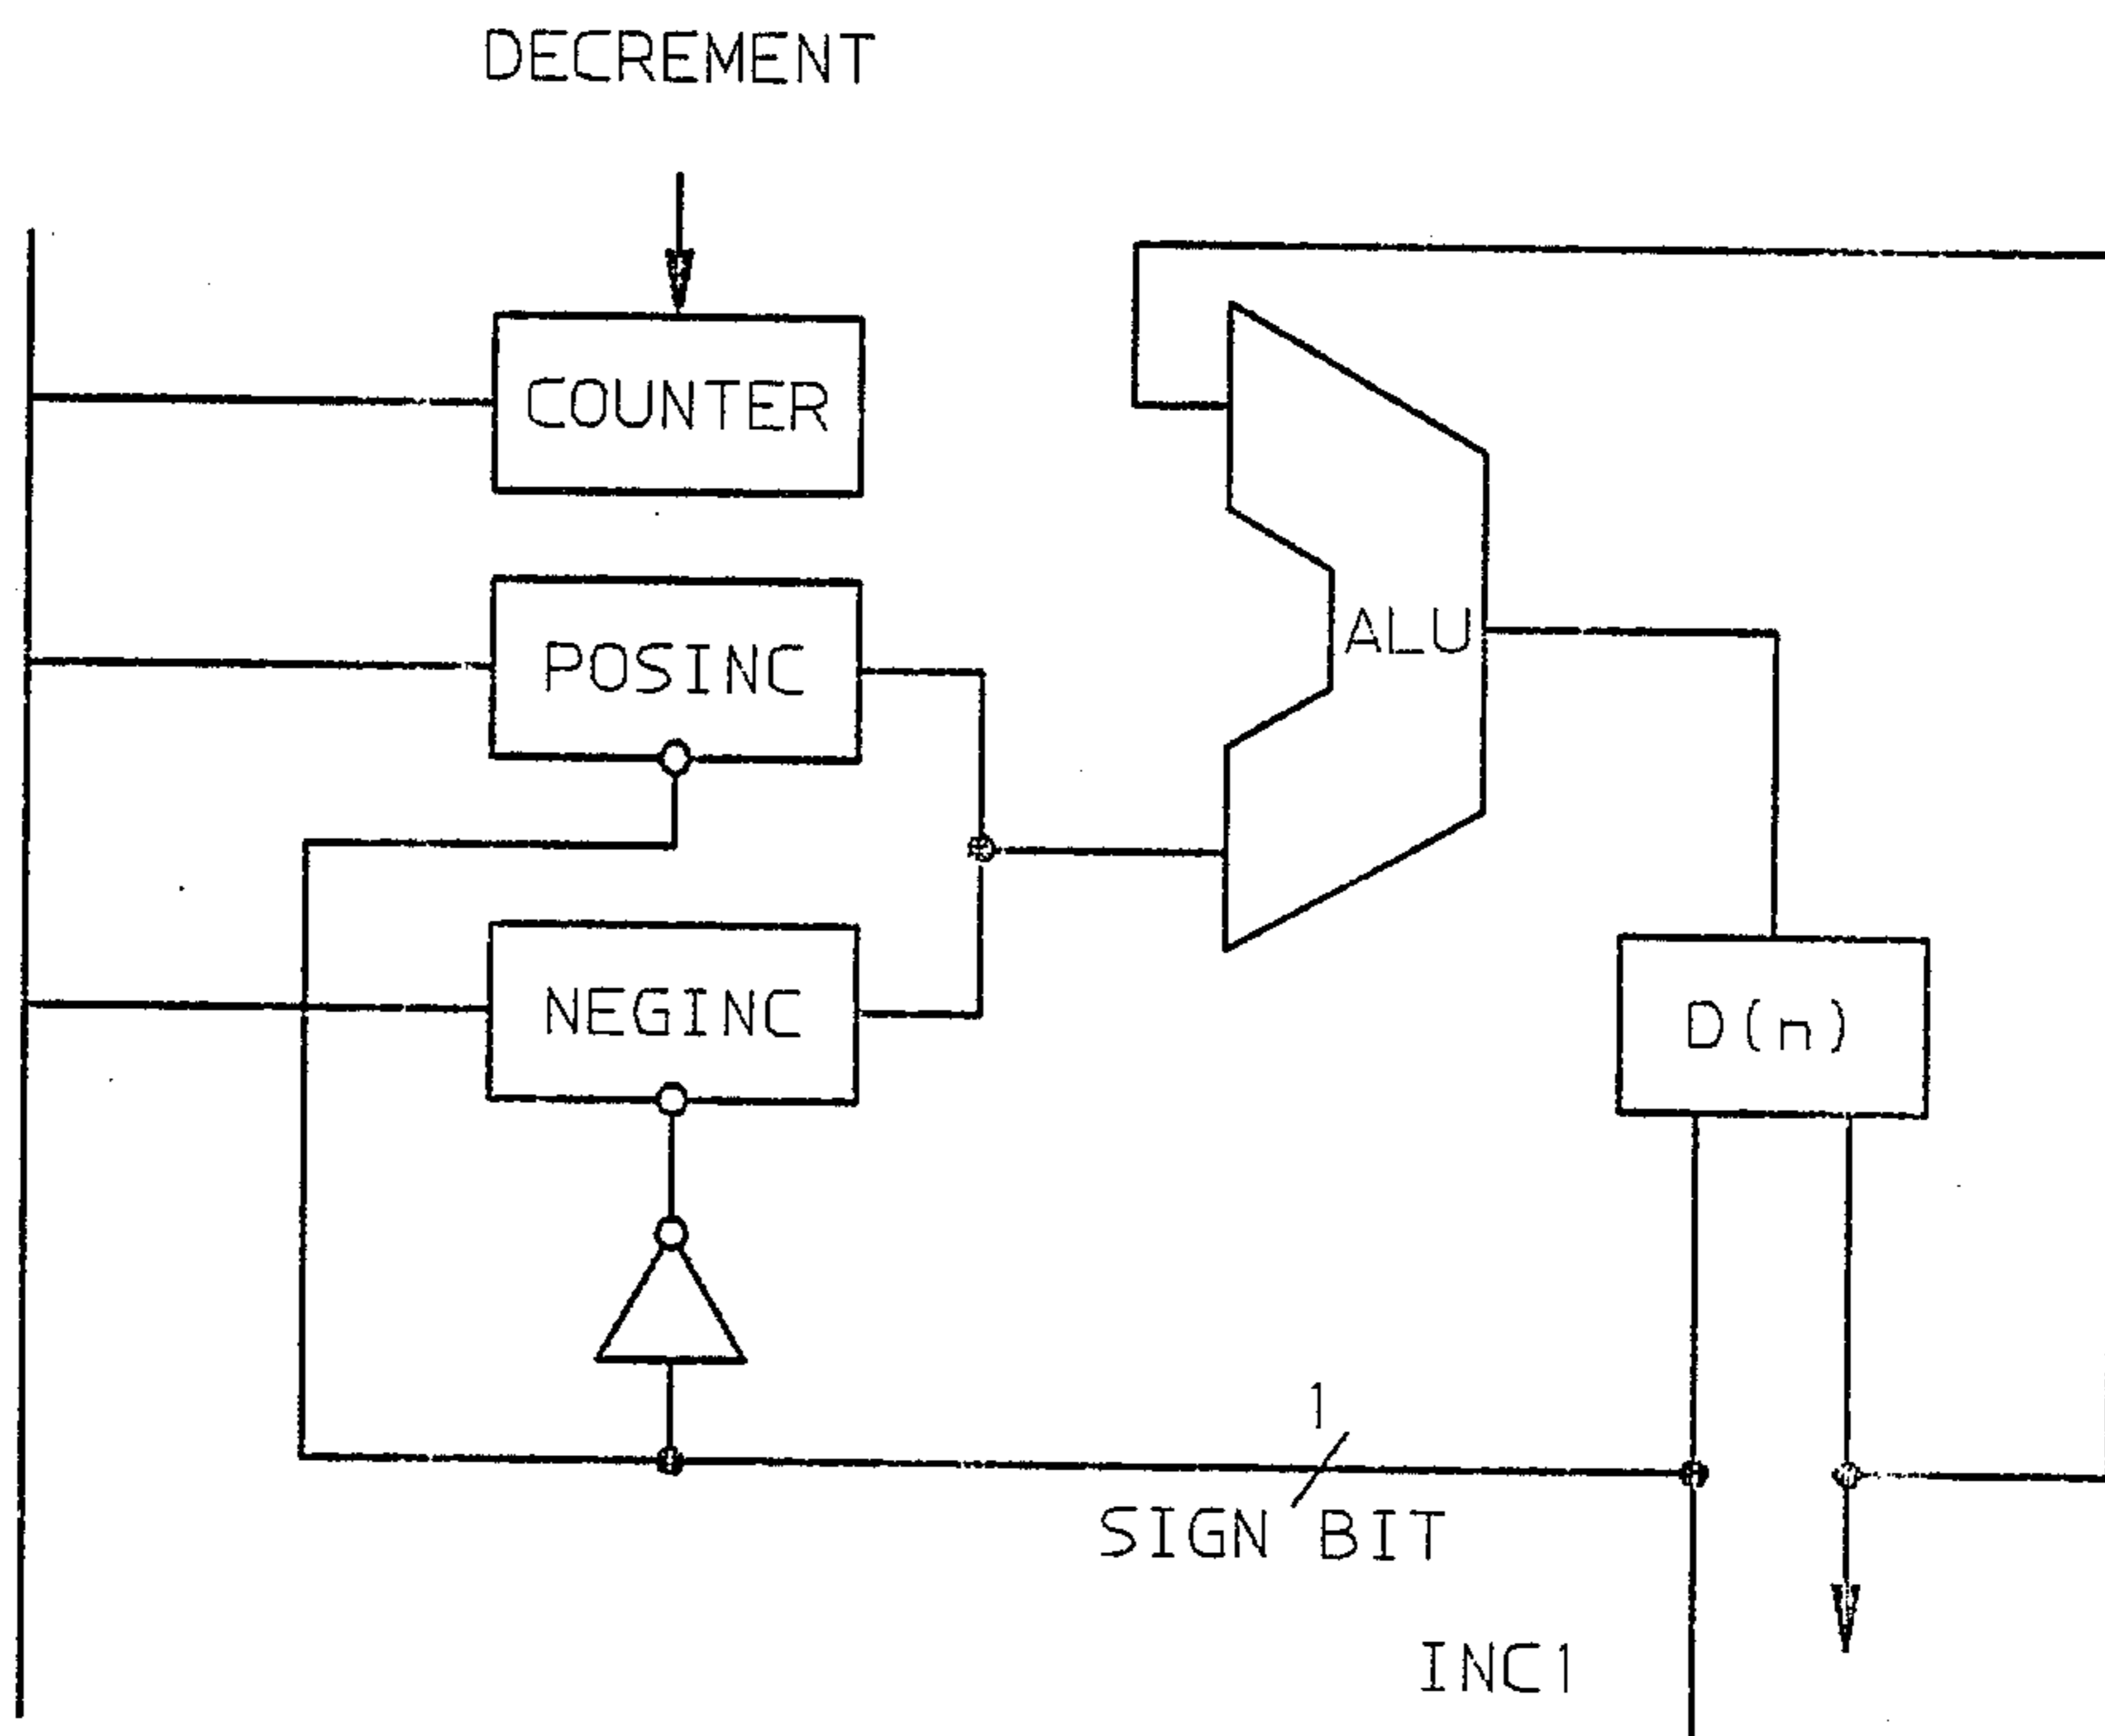 DECREMENT
COUNTER
POSINC
ALU
NEGINC
D(n)
1
SIGN BIT
INC1